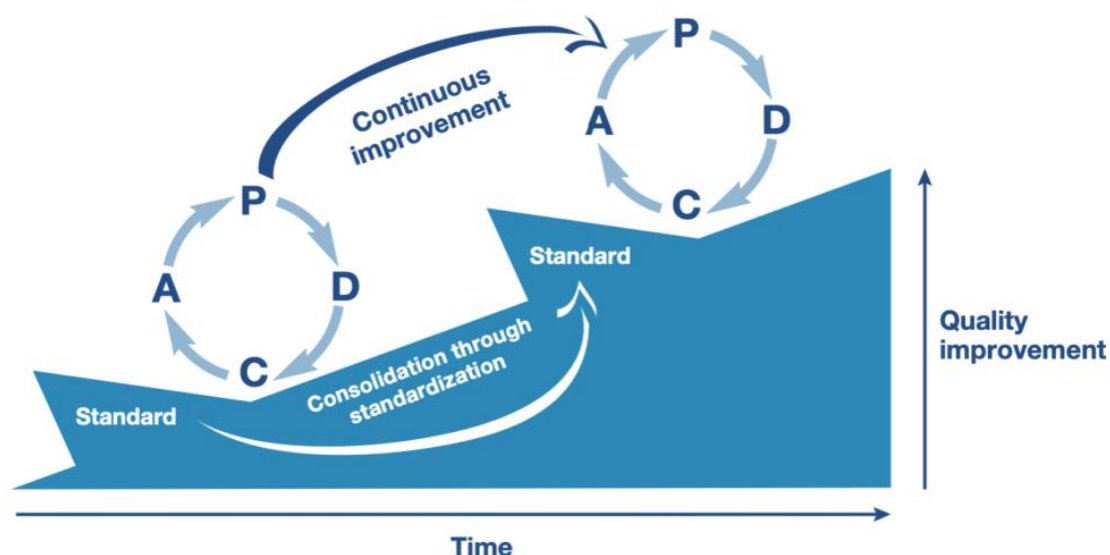 P
Continuous
improvement
A
D
C
P
A
D
C
Standard
Standard
Consolidation through
standardization
Quality
improvement
Time